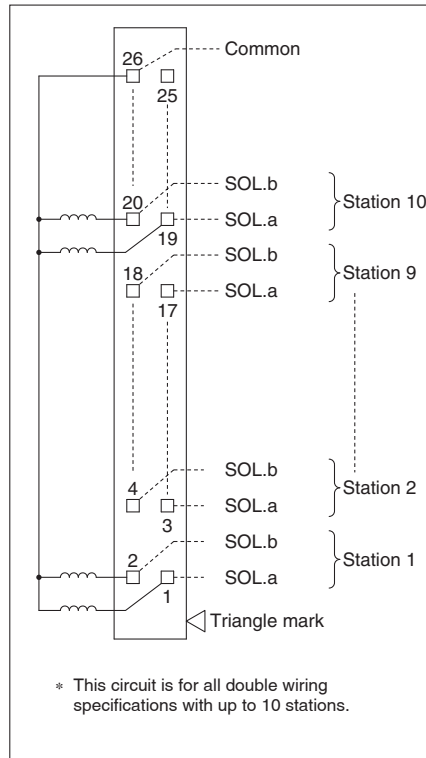 26 Common
25
20 SOL.b
SOL.a Station 10
19
18 SOL.b
SOL.a Station 9
17
4 SOL.b
SOL.a Station 2
3
2 SOL.b
SOL.a Station 1
1
Triangle mark
* This circuit is for all double wiring
specifications with up to 10 stations.